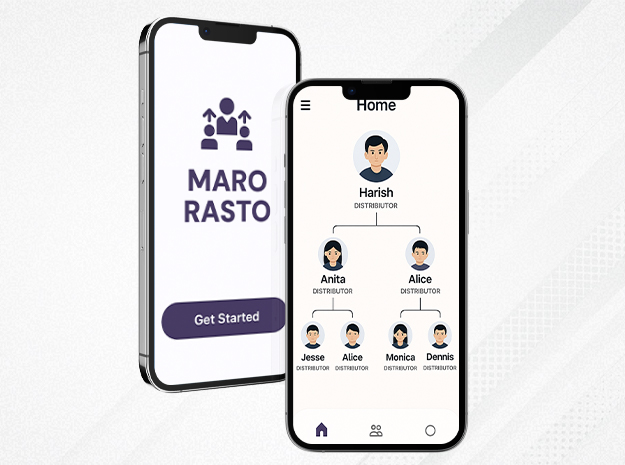 MARO
RASTO
Get Started
Home
Harish
DISTRIBUTOR
Anita
DISTRIBUTOR
Alice
DISTRIBUTOR
Jesse
DISTRIBUTOR
Alice
DISTRIBUTOR
Monica
DISTRIBUTOR
Dennis
DISTRIBUTOR